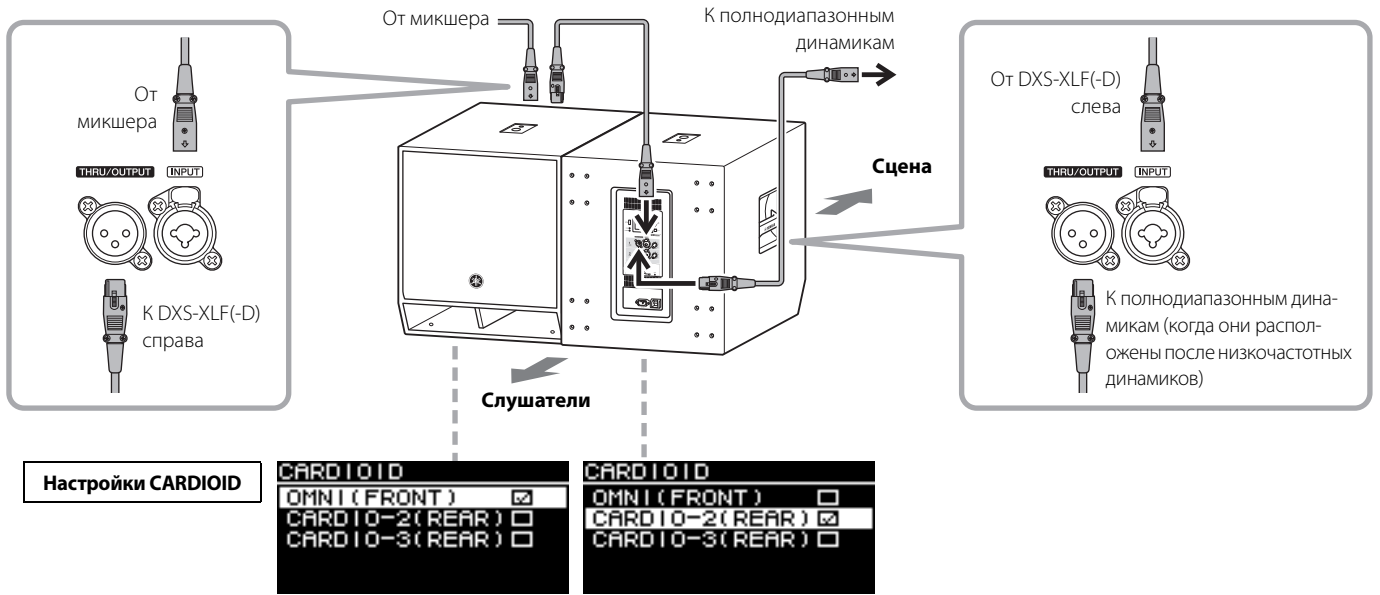 От микшера
К полнодиапазонным
динамикам
От
микшера
THRU/OUTPUT INPUT
К DXS-XLF(-D)
справа
Сцена
Слушатели
От DXS-XLF(-D)
слева
THRU/OUTPUT INPUT
К полнодиапазонным дина-
микам (когда они распол-
ожены после низкочастотных
динамиков)
Настройки CARDIOID
CARDIOID
OMNI(FRONT)
CARDIO-2(REAR)
CARDIO-3(REAR)
CARDIOID
OMNI(FRONT)
CARDIO-2(REAR)
CARDIO-3(REAR)